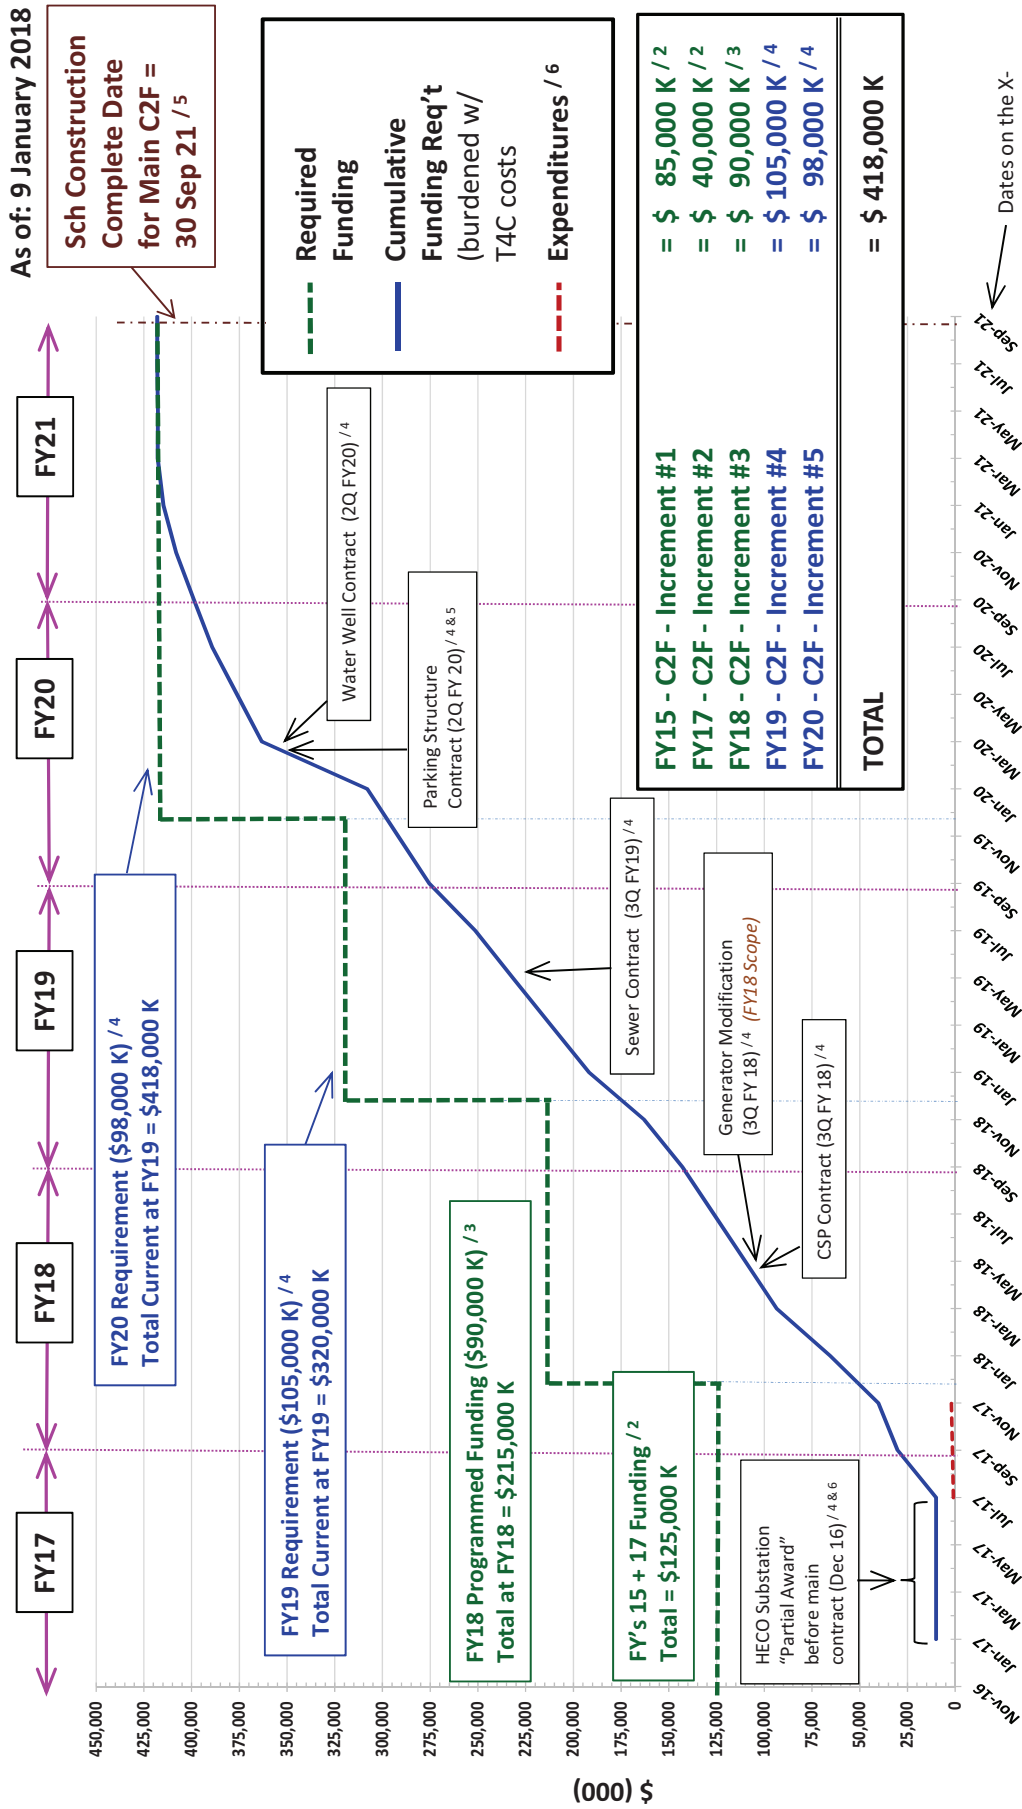 As of: 9 January 2018
FY17
FY18
FY19
FY20
FY21
Sch Construction
Complete Date
for Main C2F =
30 Sep 21 / 5
FY20 Requirement ($98,000 K) / 4
Total Current at FY19 = $418,000 K
FY19 Requirement ($105,000 K) / 4
Total Current at FY19 = $320,000 K
FY18 Programmed Funding ($90,000 K) / 3
Total at FY18 = $215,000 K
FY's 15 + 17 Funding / 2
Total = $125,000 K
HECO Substation
“Partial Award”
before main
contract (Dec 16) / 4 & 6
Generator Modification
(3Q FY 18) / 4 (FY18 Scope)
CSP Contract (3Q FY 18) / 4
Sewer Contract (3Q FY19) / 4
Parking Structure
Contract (2Q FY 20) / 4 & 5
Water Well Contract (2Q FY20) / 4
Required
Funding
Cumulative
Funding Req't
(burdened w/
T4C costs
Expenditures / 6
FY15 - C2F - Increment #1 = $ 85,000 K / 2
FY17 - C2F - Increment #2 = $ 40,000 K / 2
FY18 - C2F - Increment #3 = $ 90,000 K / 3
FY19 - C2F - Increment #4 = $ 105,000 K / 4
FY20 - C2F - Increment #5 = $ 98,000 K / 4
TOTAL = $ 418,000 K
$ (000)
450,000
425,000
400,000
375,000
350,000
325,000
300,000
275,000
250,000
225,000
200,000
175,000
150,000
125,000
100,000
75,000
50,000
25,000
0
Nov-16
Jan-17
Mar-17
May-17
Jul-17
Sep-17
Nov-17
Jan-18
Mar-18
May-18
Jul-18
Sep-18
Nov-18
Jan-19
Mar-19
May-19
Jul-19
Sep-19
Nov-19
Jan-20
Mar-20
May-20
Jul-20
Sep-20
Nov-20
Jan-21
Mar-21
May-21
Jul-21
Sep-21
Dates on the X-